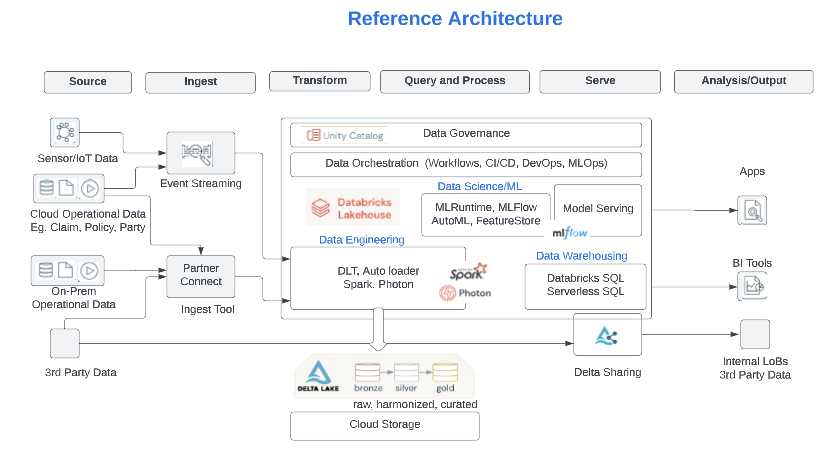 Reference Architecture
Source
Ingest
Transform
Query and Process
Serve
Analysis/Output
Unity Catalog
Data Governance
Data Orchestration (Workflows, CI/CD, DevOps, MLOps)
Sensor/IoT Data
Event Streaming
Cloud Operational Data
Eg. Claim, Policy, Party
Databricks
Lakehouse
Data Science/ML
MLRuntime, MLFlow
AutoML, FeatureStore
Model Serving
mlflow
Apps
Data Engineering
DLT, Auto loader
Spark. Photon
Spark
Photon
Data Warehousing
Databricks SQL
Serverless SQL
BI Tools
Partner
Connect
Ingest Tool
On-Prem
Operational Data
3rd Party Data
DELTA LAKE
bronze
silver
gold
raw, harmonized, curated
Cloud Storage
Delta Sharing
Internal LoBs
3rd Party Data